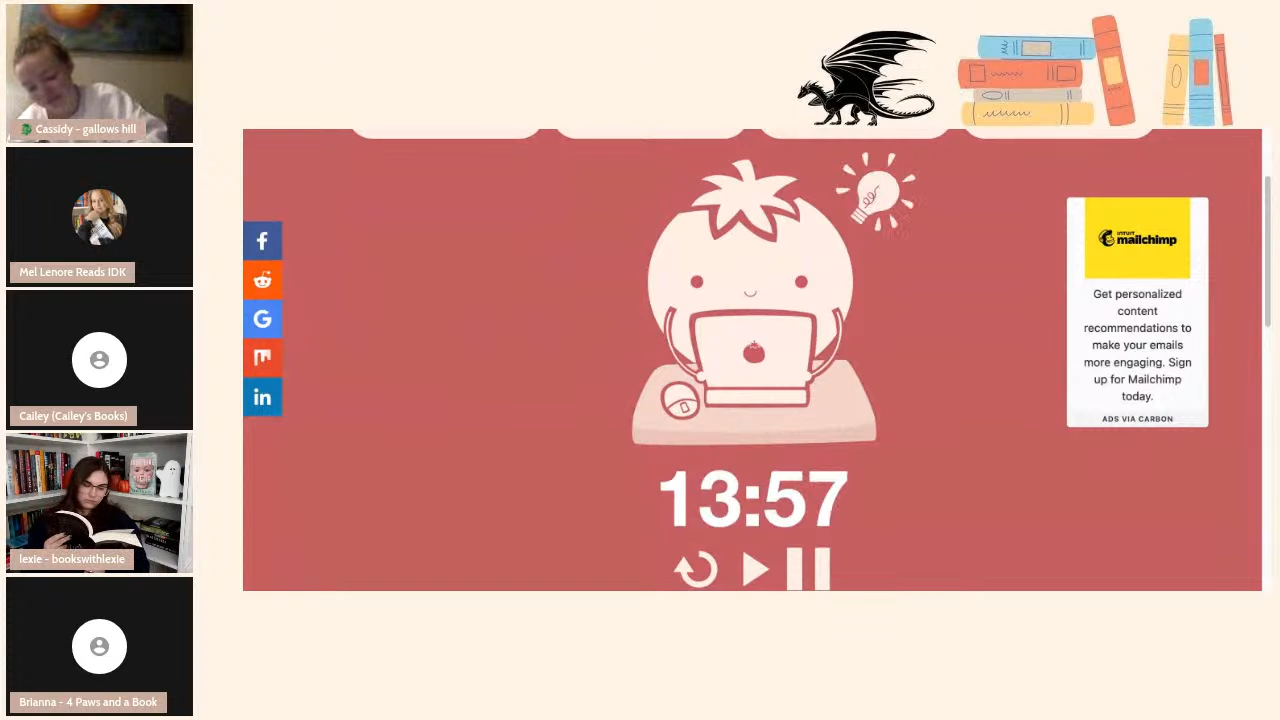 Cassidy - gallows hill
Mel Lenore Reads IDK
Cailey (Cailey's Books)
lexie - bookswithlexie
Brianna - 4 Paws and a Book
13:57
INTUIT
mailchimp
Get personalized
content
recommendations to
make your emails
more engaging. Sign
up for Mailchimp
today.
ADS VIA CARBON